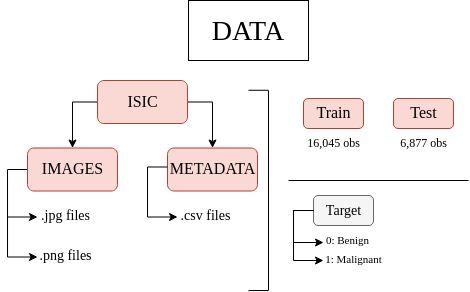 DATA
ISIC
IMAGES
METADATA
.jpg files
.csv files
.png files
Train
Test
16,045 obs
6,877 obs
Target
0: Benign
1: Malignant